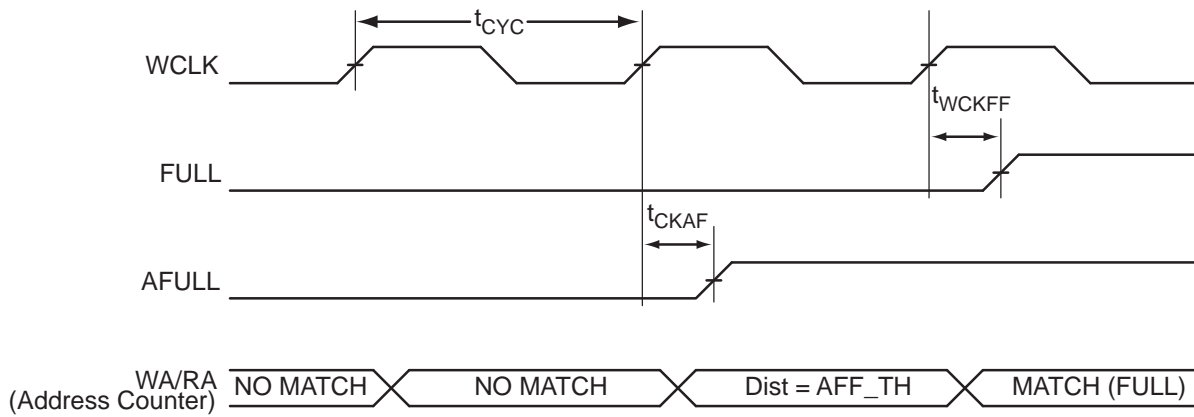 tCYC
WCLK
tWCKFF
FULL
tCKAF
AFULL
WA/RA
(Address Counter)
NO MATCH
NO MATCH
Dist = AFF_TH
MATCH (FULL)